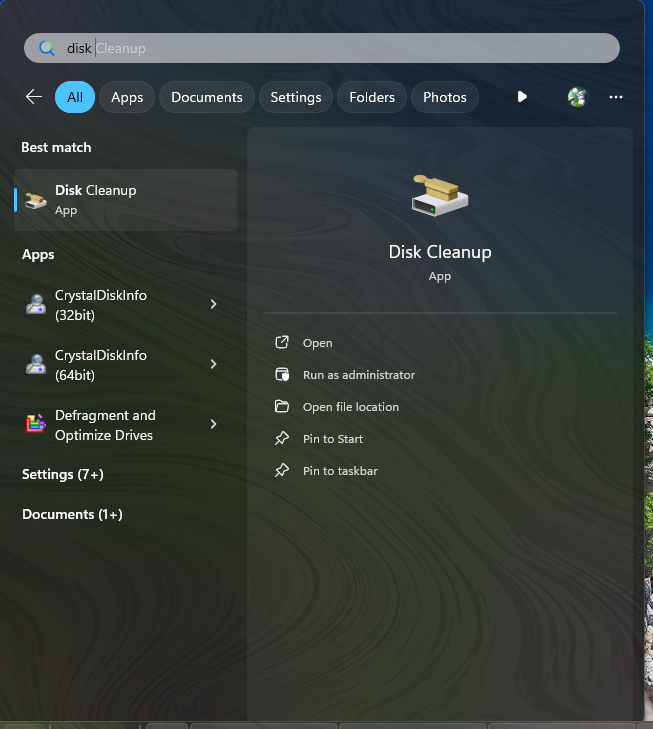 disk Cleanup
All Apps Documents Settings Folders Photos
Best match
Disk Cleanup
App
Apps
CrystalDiskInfo
(32bit)
CrystalDiskInfo
(64bit)
Defragment and
Optimize Drives
Settings (7+)
Documents (1+)
Disk Cleanup
App
Open
Run as administrator
Open file location
Pin to Start
Pin to taskbar